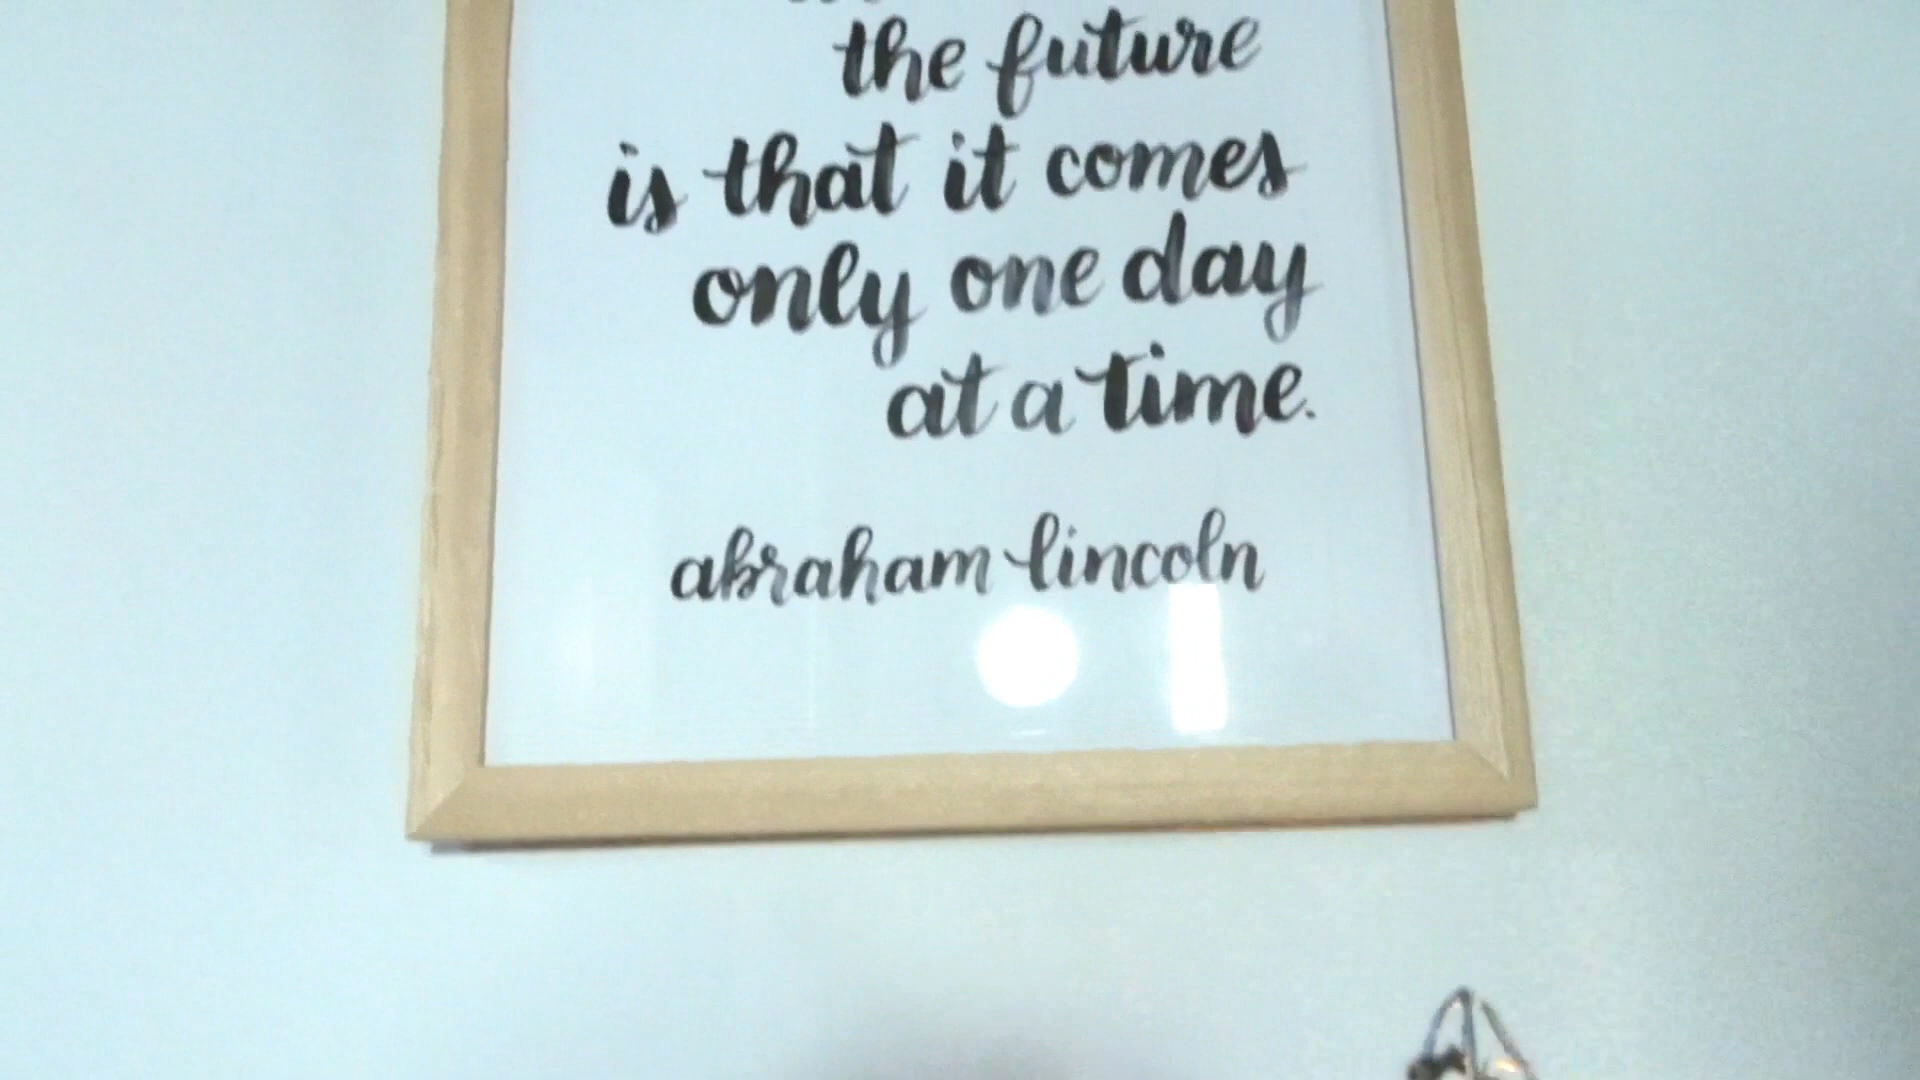 the future
is that it comes
only one day
at a time.
abraham lincoln